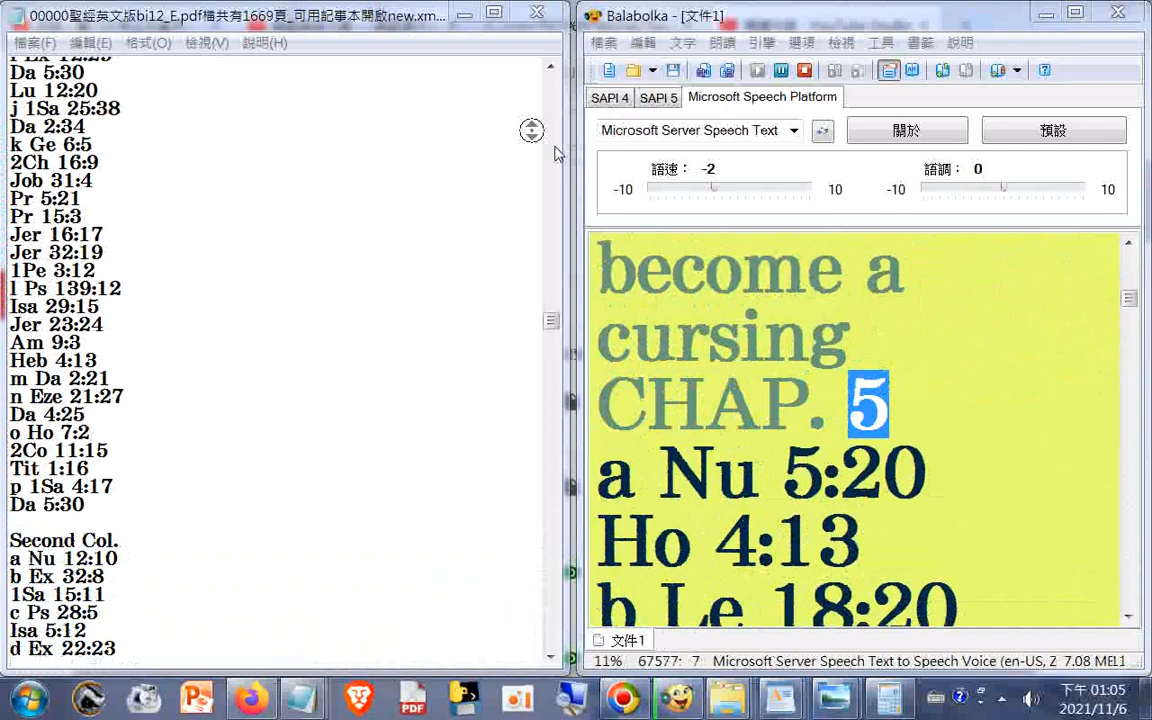 00000聖經英文版bi12_E.pdf檔共有1669頁_可用記事本開啟new.xm...
檔案(F) 編輯(E) 格式(O) 檢視(V) 說明(H)
Da 5:30
Lu 12:20
j 1Sa 25:38
Da 2:34
k Ge 6:5
2Ch 16:9
Job 31:4
Pr 5:21
Pr 15:3
Jer 16:17
Jer 32:19
1Pe 3:12
l Ps 139:12
Isa 29:15
Jer 23:24
Am 9:3
Heb 4:13
m Da 2:21
n Eze 21:27
Da 4:25
o Ho 7:2
2Co 11:15
Tit 1:16
p 1Sa 4:17
Da 5:30
Second Col.
a Nu 12:10
b Ex 32:8
1Sa 15:11
c Ps 28:5
Isa 5:12
d Ex 22:23
Balabolka - [文件1]
檔案 編輯 文字 朗讀 引擎 選項 檢視 工具 書籤 說明
SAPI 4 SAPI 5 Microsoft Speech Platform
Microsoft Server Speech Text 關於 預設
語速： -2 語調： 0
-10 10 -10 10
become a
cursing
CHAP. 5
a Nu 5:20
Ho 4:13
b Le 18:20
文件1
11% 67577: 7 Microsoft Server Speech Text to Speech Voice (en-US, Z 7.08 ME
PDF
下午 01:05
2021/11/6